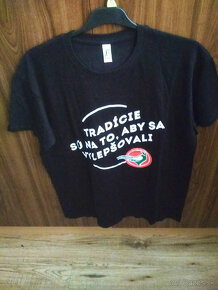 TRADÍCIE
SÚ NA TO, ABY SA
VYLEPŠOVALI